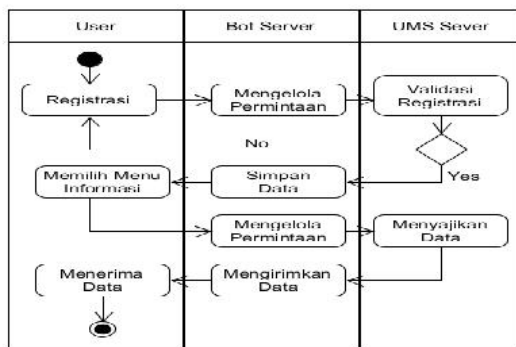 User
Bot Server
UMS Sever
Registrasi
Mengelola
Permintaan
Validasi
Registrasi
No
Yes
Memilih Menu
Informasi
Simpan
Data
Mengelola
Permintaan
Menyajikan
Data
Menerima
Data
Mengirimkan
Data